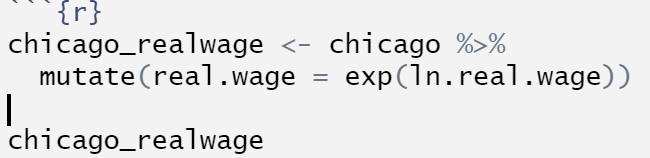 ```{r}
chicago_realwage <- chicago %>%
  mutate(real.wage = exp(ln.real.wage))
chicago_realwage